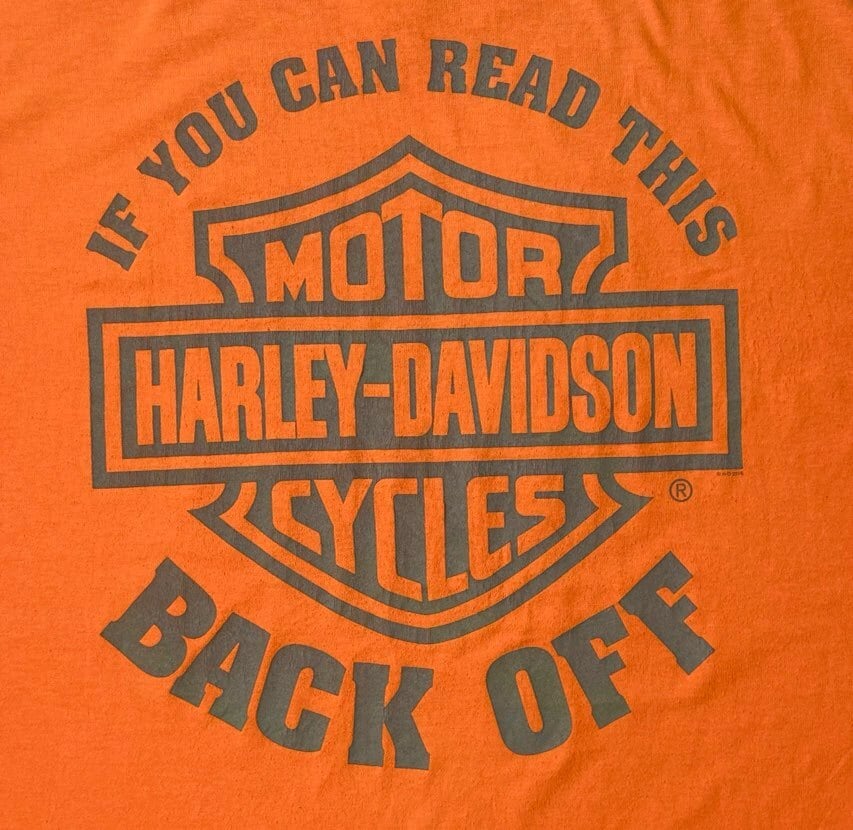 IF YOU CAN READ THIS
MOTOR
HARLEY-DAVIDSON
CYCLES
®
BACK OFF